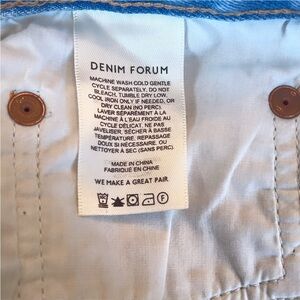 DENIM FORUM
MACHINE WASH COLD GENTLE
CYCLE SEPARATELY, DO NOT
BLEACH, TUMBLE DRY LOW.
COOL IRON ONLY IF NEEDED, OR
DRY CLEAN (NO PERC).
LAVER SÉPARÉMENT À LA
MACHINE À L'EAU FROIDE AU
CYCLE DÉLICAT, NE PAS
JAVELISER, SÉCHER À BASSE
TEMPÉRATURE. REPASSAGE
DOUX SI NÉCESSAIRE, OU
NETTOYER À SEC (SANS PERC).
MADE IN CHINA
FABRIQUÉ EN CHINE
WE MAKE A GREAT PAIR.